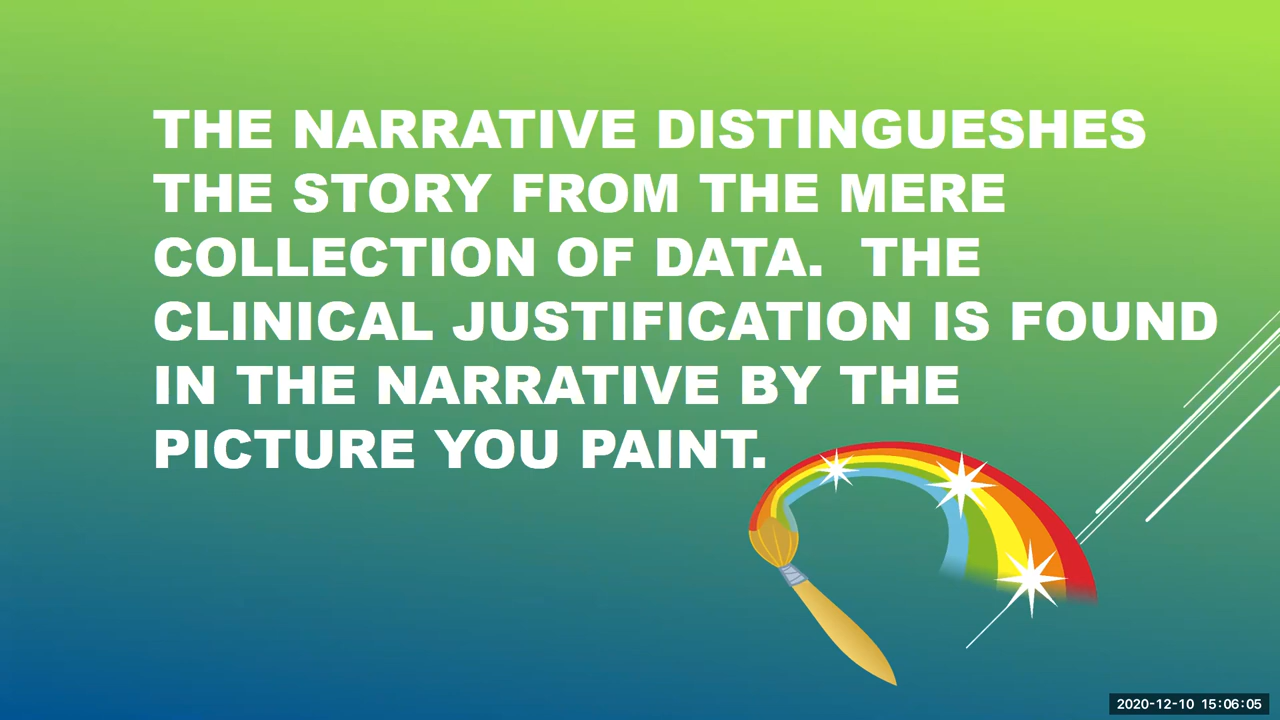 THE NARRATIVE DISTINGUESHES
THE STORY FROM THE MERE
COLLECTION OF DATA.  THE
CLINICAL JUSTIFICATION IS FOUND
IN THE NARRATIVE BY THE
PICTURE YOU PAINT.
2020-12-10 15:06:05